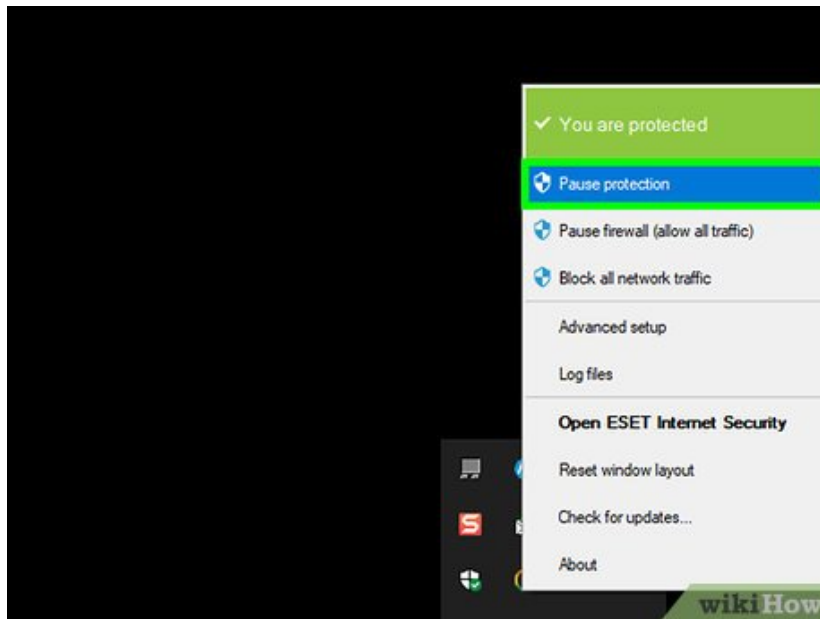 You are protected
Pause protection
Pause firewall (allow all traffic)
Block all network traffic
Advanced setup
Log files
Open ESET Internet Security
Reset window layout
Check for updates...
About
wikiHow